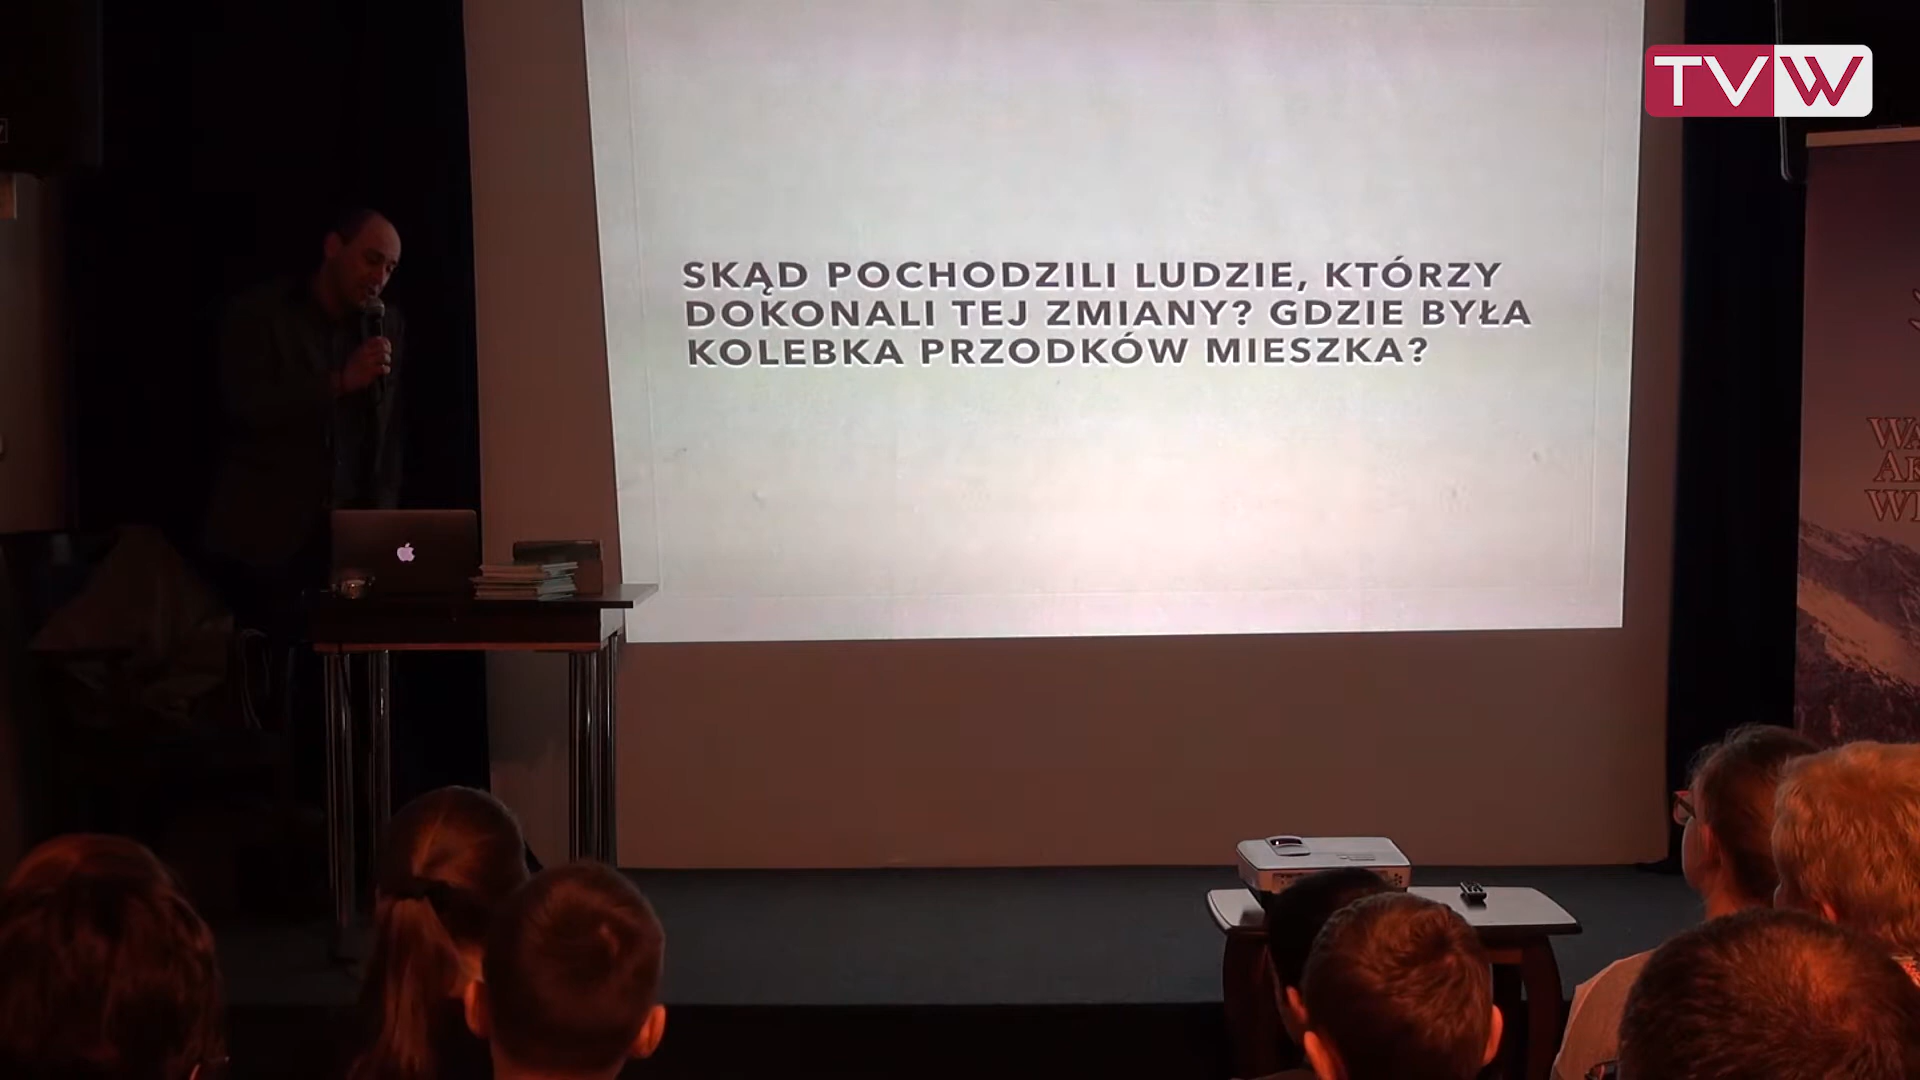 TVW
SKĄD POCHODZILI LUDZIE, KTÓRZY
DOKONALI TEJ ZMIANY? GDZIE BYŁA
KOLEBKA PRZODKÓW MIESZKA?